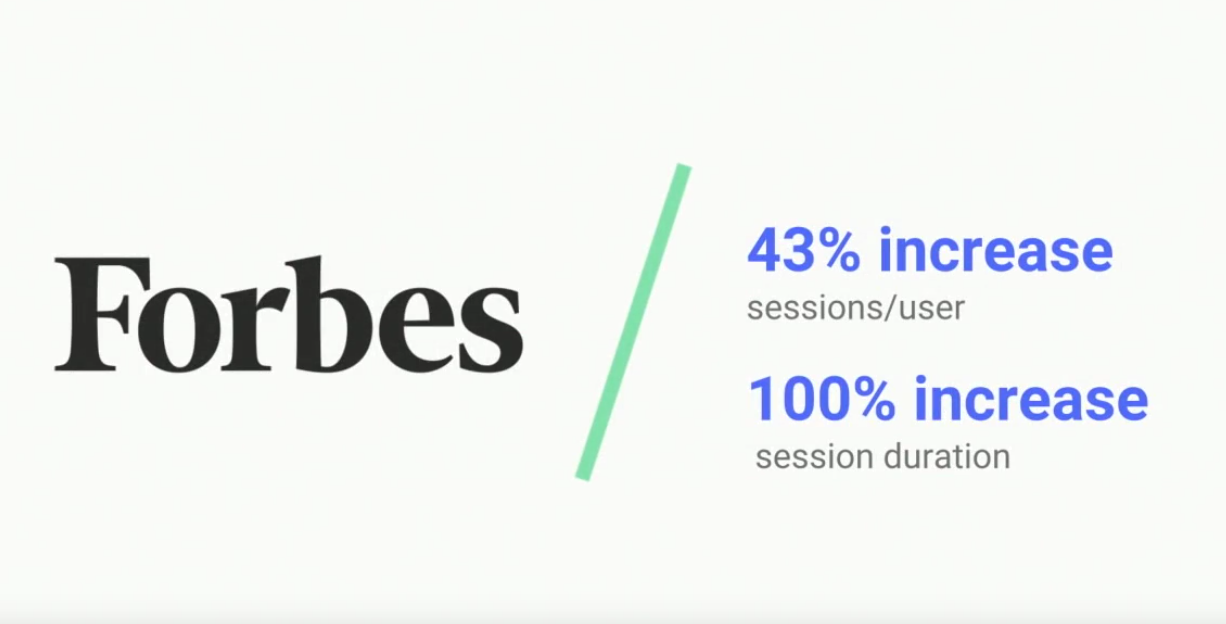 Forbes
43% increase
sessions/user
100% increase
session duration